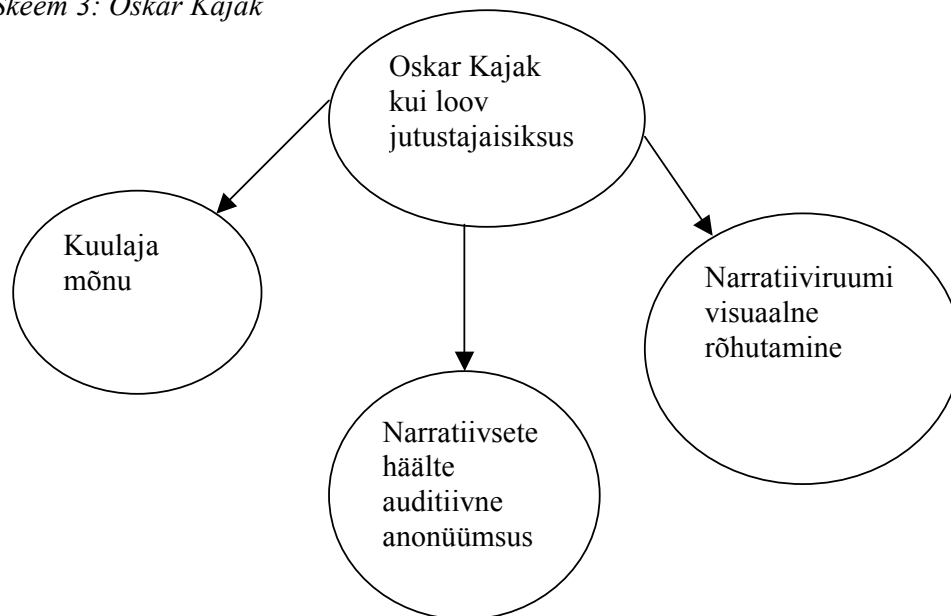 Skeem 3: Oskar Kajak
Oskar Kajak
kui loov
jutustajaisiksus
Kuulaja
mõnu
Narratiivsete
häälte
auditiivne
anonüümsus
Narratiiviruumi
visuaalne
rõhutamine